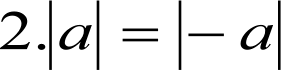 2.|a| = |− a|